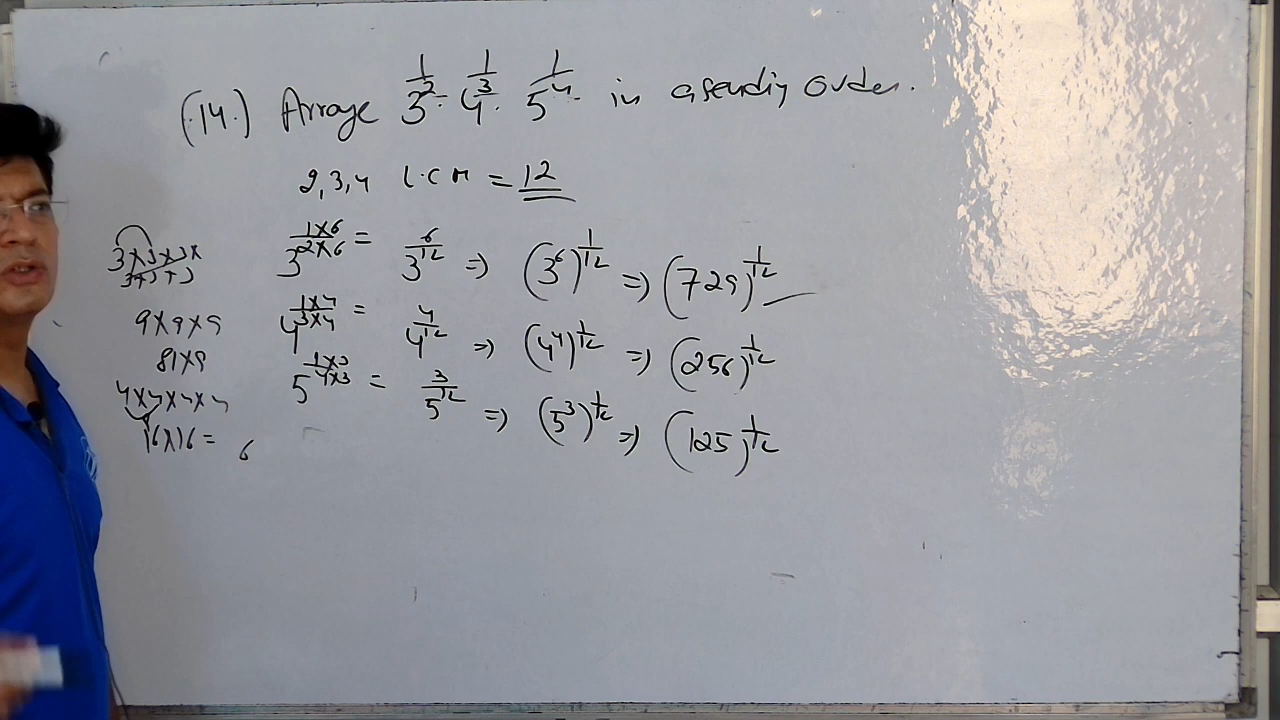 (14.) Arrange 3^(1/2). 4^(1/3). 5^(1/4). in asending order.
2,3,4 L.C.M = 12
3^((1×6)/(2×6)) = 3^(6/12) => (3^6)^(1/12) => (729)^(1/12)
4^((1×4)/(3×4)) = 4^(4/12) => (4^4)^(1/12) => (256)^(1/12)
5^((1×3)/(4×3)) = 5^(3/12) => (5^3)^(1/12) => (125)^(1/12)
3×3×3×
9×9×9
81×9
4×4×4×4
16×16 = 6